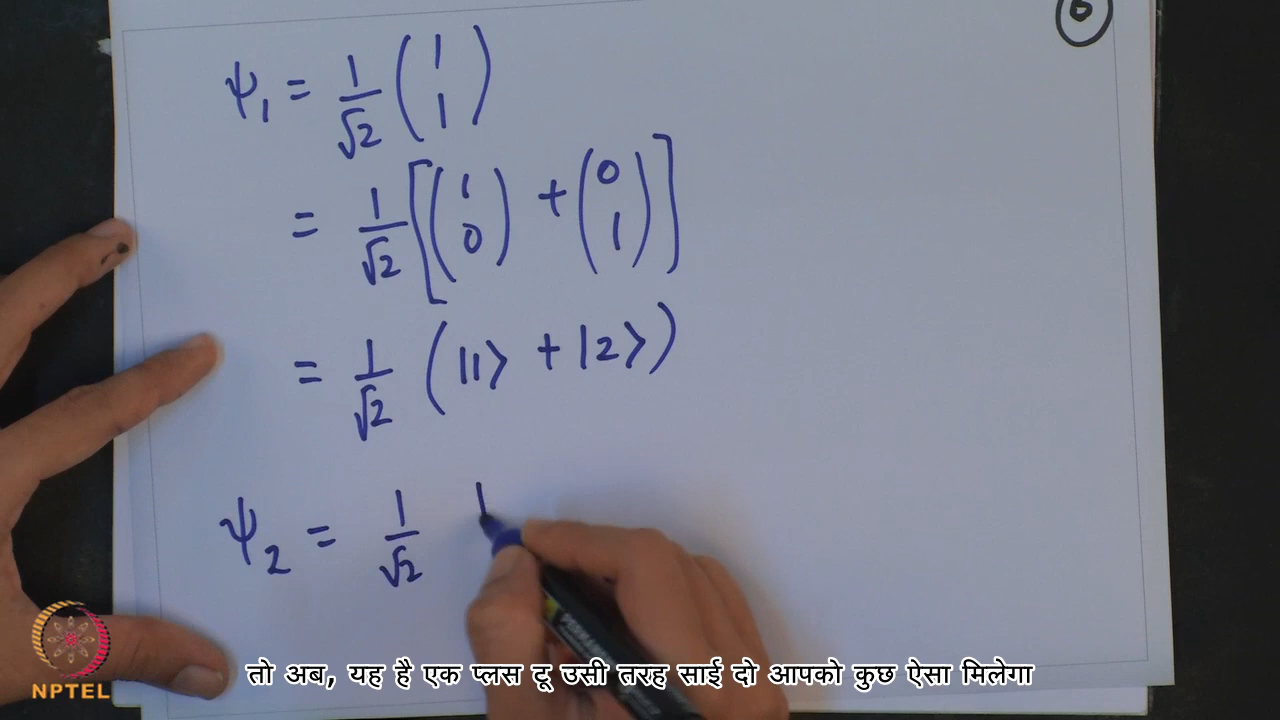 6
ψ₁ = 1/√2 (1 1)
= 1/√2 [(1 0) + (0 1)]
= 1/√2 (|1⟩ + |2⟩)
ψ₂ = 1/√2 1
NPTEL
तो अब, यह है एक प्लस टू उसी तरह साई दो आपको कुछ ऐसा मिलेगा